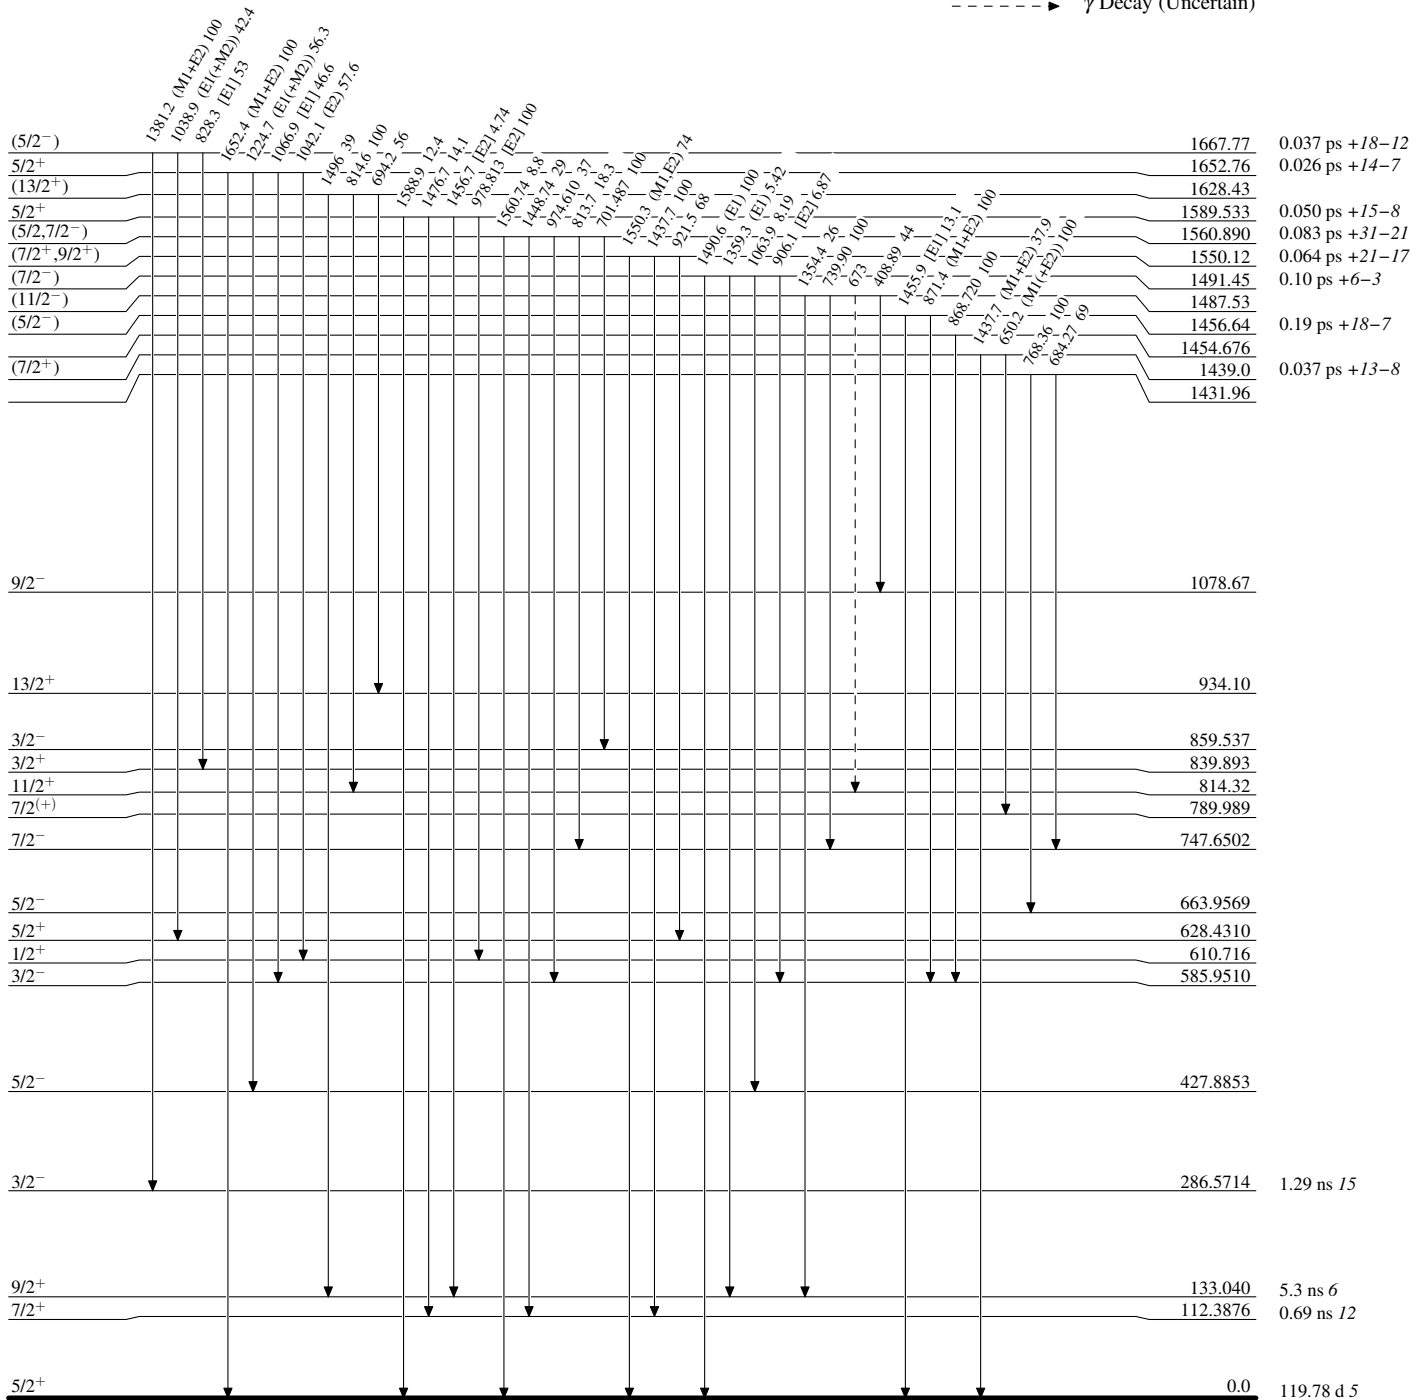 γ Decay (Uncertain)
1381.2 (M1+E2) 100
1038.9 (E1(+M2)) 42.4
828.3 [E1] 53
1652.4 (M1+E2) 100
1224.7 (E1(+M2)) 56.3
1066.9 [E1] 46.6
1042.1 (E2) 57.6
1496 39
814.6 100
694.2 56
1588.9 12.4
1476.7 14.1
1456.7 [E2] 4.74
978.813 [E2] 100
1560.74 8.8
1448.74 29
974.610 37
813.7 18.3
701.487 100
1550.3 (M1,E2) 74
1437.7 100
921.5 68
1490.6 (E1) 100
1359.3 (E1) 5.42
1063.9 8.19
906.1 [E2] 6.87
1354.4 26
739.90 100
673
408.89 44
1455.9 [E1] 13.1
871.4 (M1+E2) 100
868.720 100
1437.7 (M1+E2) 37.9
650.2 (M1(+E2)) 100
768.36 100
684.27 69
(5/2−) 1667.77 0.037 ps +18−12
5/2+ 1652.76 0.026 ps +14−7
(13/2+) 1628.43
5/2+ 1589.533 0.050 ps +15−8
(5/2,7/2−) 1560.890 0.083 ps +31−21
(7/2+,9/2+) 1550.12 0.064 ps +21−17
(7/2−) 1491.45 0.10 ps +6−3
(11/2−) 1487.53
(5/2−) 1456.64 0.19 ps +18−7
1454.676
(7/2+) 1439.0 0.037 ps +13−8
1431.96
9/2− 1078.67
13/2+ 934.10
3/2− 859.537
3/2+ 839.893
11/2+ 814.32
7/2(+) 789.989
7/2− 747.6502
5/2− 663.9569
5/2+ 628.4310
1/2+ 610.716
3/2− 585.9510
5/2− 427.8853
3/2− 286.5714 1.29 ns 15
9/2+ 133.040 5.3 ns 6
7/2+ 112.3876 0.69 ns 12
5/2+ 0.0 119.78 d 5